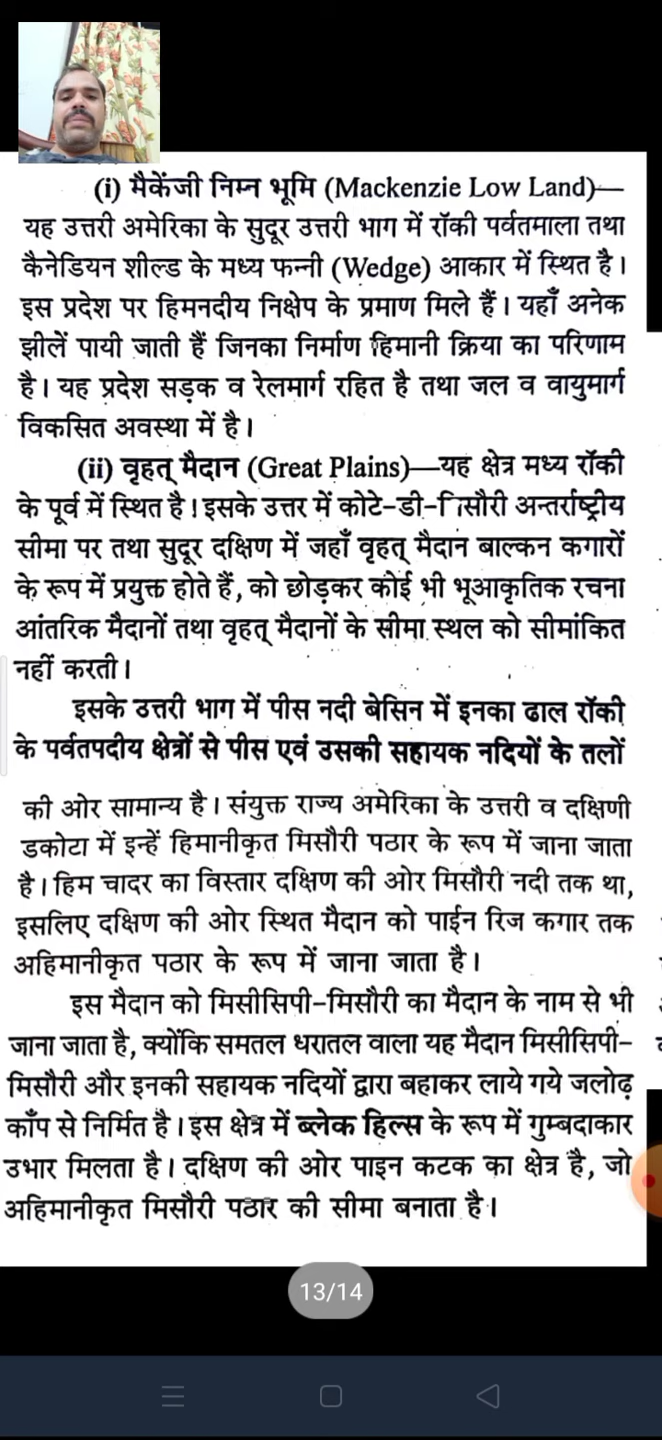 (i) मैकेंजी निम्न भूमि (Mackenzie Low Land)—
यह उत्तरी अमेरिका के सुदूर उत्तरी भाग में रॉकी पर्वतमाला तथा
कैनेडियन शील्ड के मध्य फन्नी (Wedge) आकार में स्थित है।
इस प्रदेश पर हिमनदीय निक्षेप के प्रमाण मिले हैं। यहाँ अनेक
झीलें पायी जाती हैं जिनका निर्माण हिमानी क्रिया का परिणाम
है। यह प्रदेश सड़क व रेलमार्ग रहित है तथा जल व वायुमार्ग
विकसित अवस्था में है।
(ii) वृहत् मैदान (Great Plains)—यह क्षेत्र मध्य रॉकी
के पूर्व में स्थित है। इसके उत्तर में कोटे-डी-मिसौरी अन्तर्राष्ट्रीय
सीमा पर तथा सुदूर दक्षिण में जहाँ वृहत् मैदान बाल्कन कगारों
के रूप में प्रयुक्त होते हैं, को छोड़कर कोई भी भूआकृतिक रचना
आंतरिक मैदानों तथा वृहत् मैदानों के सीमा स्थल को सीमांकित
नहीं करती।
इसके उत्तरी भाग में पीस नदी बेसिन में इनका ढाल रॉकी
के पर्वतपदीय क्षेत्रों से पीस एवं उसकी सहायक नदियों के तलों
की ओर सामान्य है। संयुक्त राज्य अमेरिका के उत्तरी व दक्षिणी
डकोटा में इन्हें हिमानीकृत मिसौरी पठार के रूप में जाना जाता
है। हिम चादर का विस्तार दक्षिण की ओर मिसौरी नदी तक था,
इसलिए दक्षिण की ओर स्थित मैदान को पाईन रिज कगार तक
अहिमानीकृत पठार के रूप में जाना जाता है।
इस मैदान को मिसीसिपी-मिसौरी का मैदान के नाम से भी
जाना जाता है, क्योंकि समतल धरातल वाला यह मैदान मिसीसिपी-
मिसौरी और इनकी सहायक नदियों द्वारा बहाकर लाये गये जलोढ़
काँप से निर्मित है। इस क्षेत्र में ब्लेक हिल्स के रूप में गुम्बदाकार
उभार मिलता है। दक्षिण की ओर पाइन कटक का क्षेत्र है, जो
अहिमानीकृत मिसौरी पठार की सीमा बनाता है।
13/14